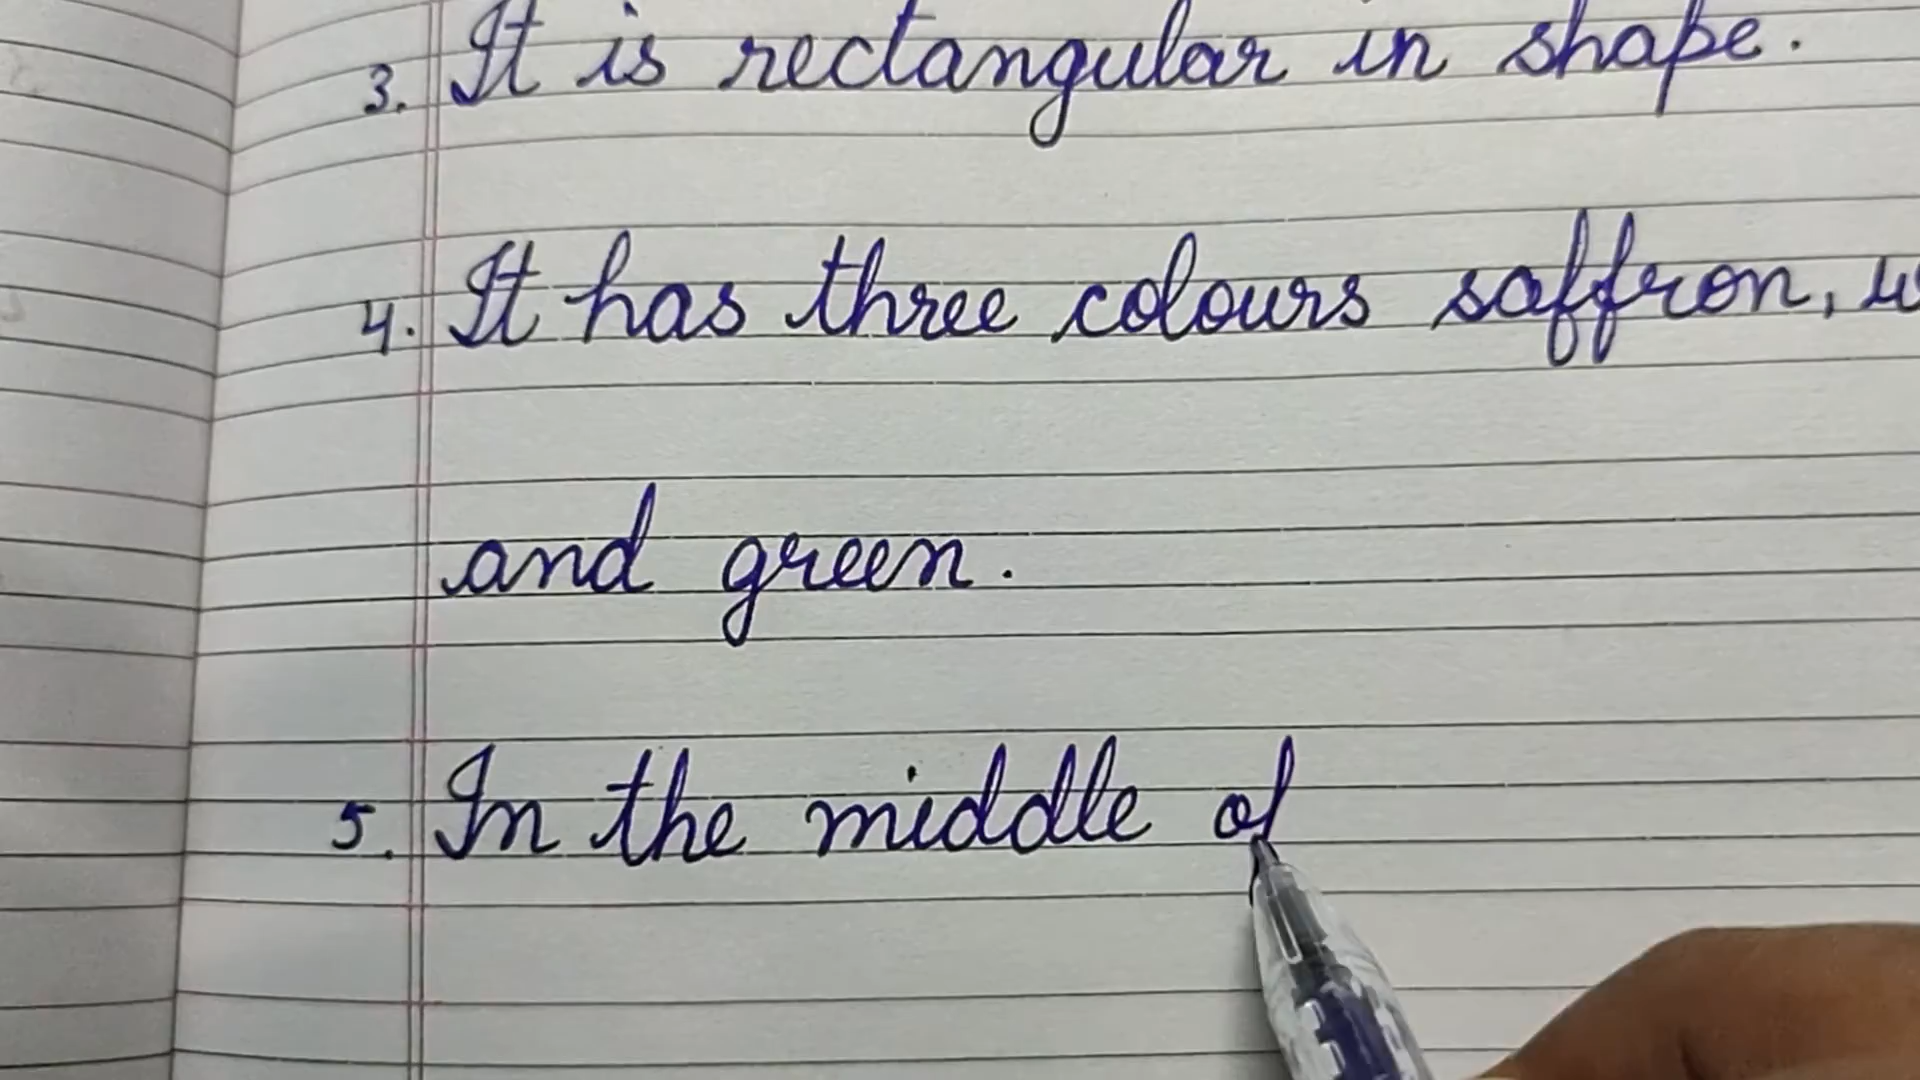 3. It is rectangular in shape.
4. It has three colours saffron,
and green.
5. In the middle of